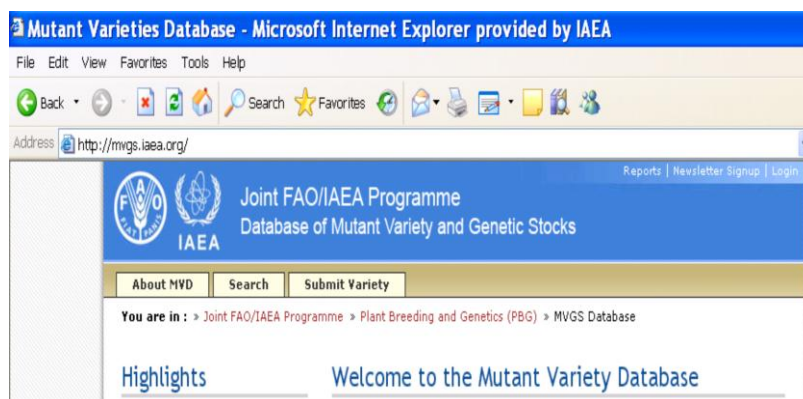 Mutant Varieties Database - Microsoft Internet Explorer provided by IAEA
File Edit View Favorites Tools Help
Back Search Favorites
Address http://mvgs.iaea.org/
Reports | Newsletter Signup | Login
FAO
FIAT PANIS
IAEA
Joint FAO/IAEA Programme
Database of Mutant Variety and Genetic Stocks
About MVD Search Submit Variety
You are in : » Joint FAO/IAEA Programme » Plant Breeding and Genetics (PBG) » MVGS Database
Highlights Welcome to the Mutant Variety Database